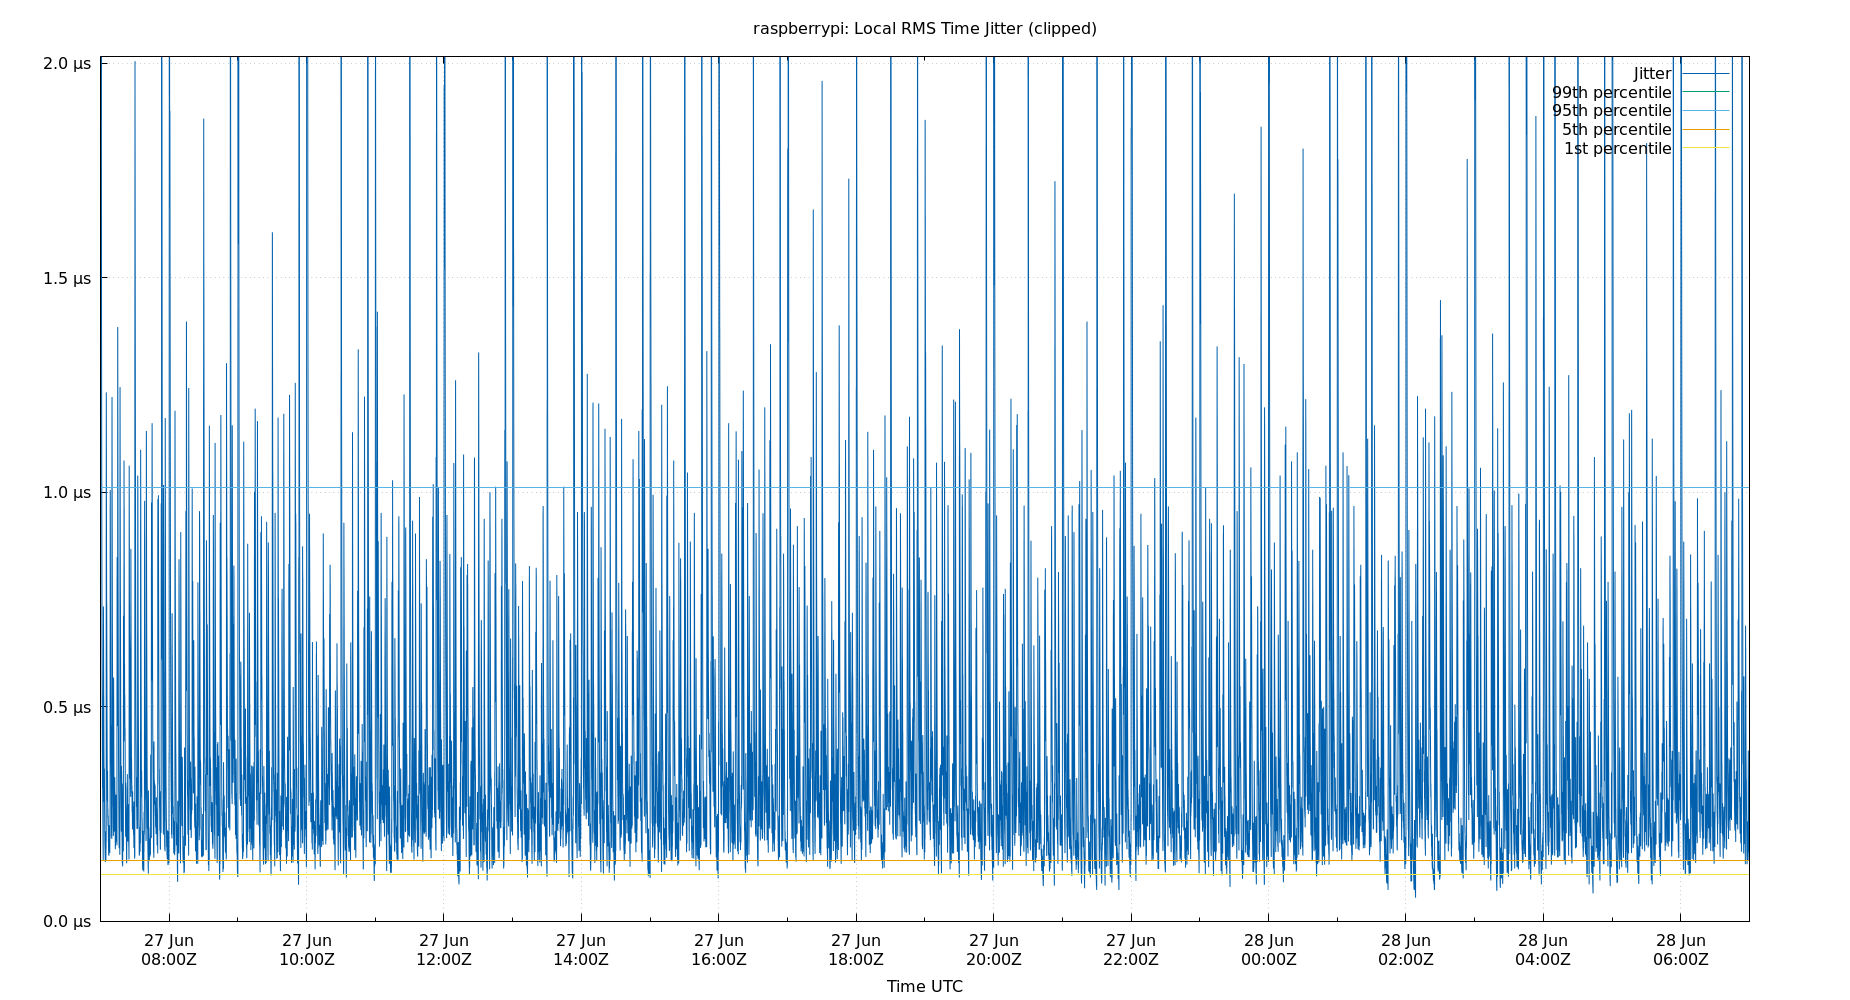 raspberrypi: Local RMS Time Jitter (clipped)
2.0 µs
1.5 µs
1.0 µs
0.5 µs
0.0 µs
Jitter
99th percentile
95th percentile
5th percentile
1st percentile
27 Jun 27 Jun 27 Jun 27 Jun 27 Jun 27 Jun 27 Jun 27 Jun 28 Jun 28 Jun 28 Jun 28 Jun
08:00Z 10:00Z 12:00Z 14:00Z 16:00Z 18:00Z 20:00Z 22:00Z 00:00Z 02:00Z 04:00Z 06:00Z
Time UTC